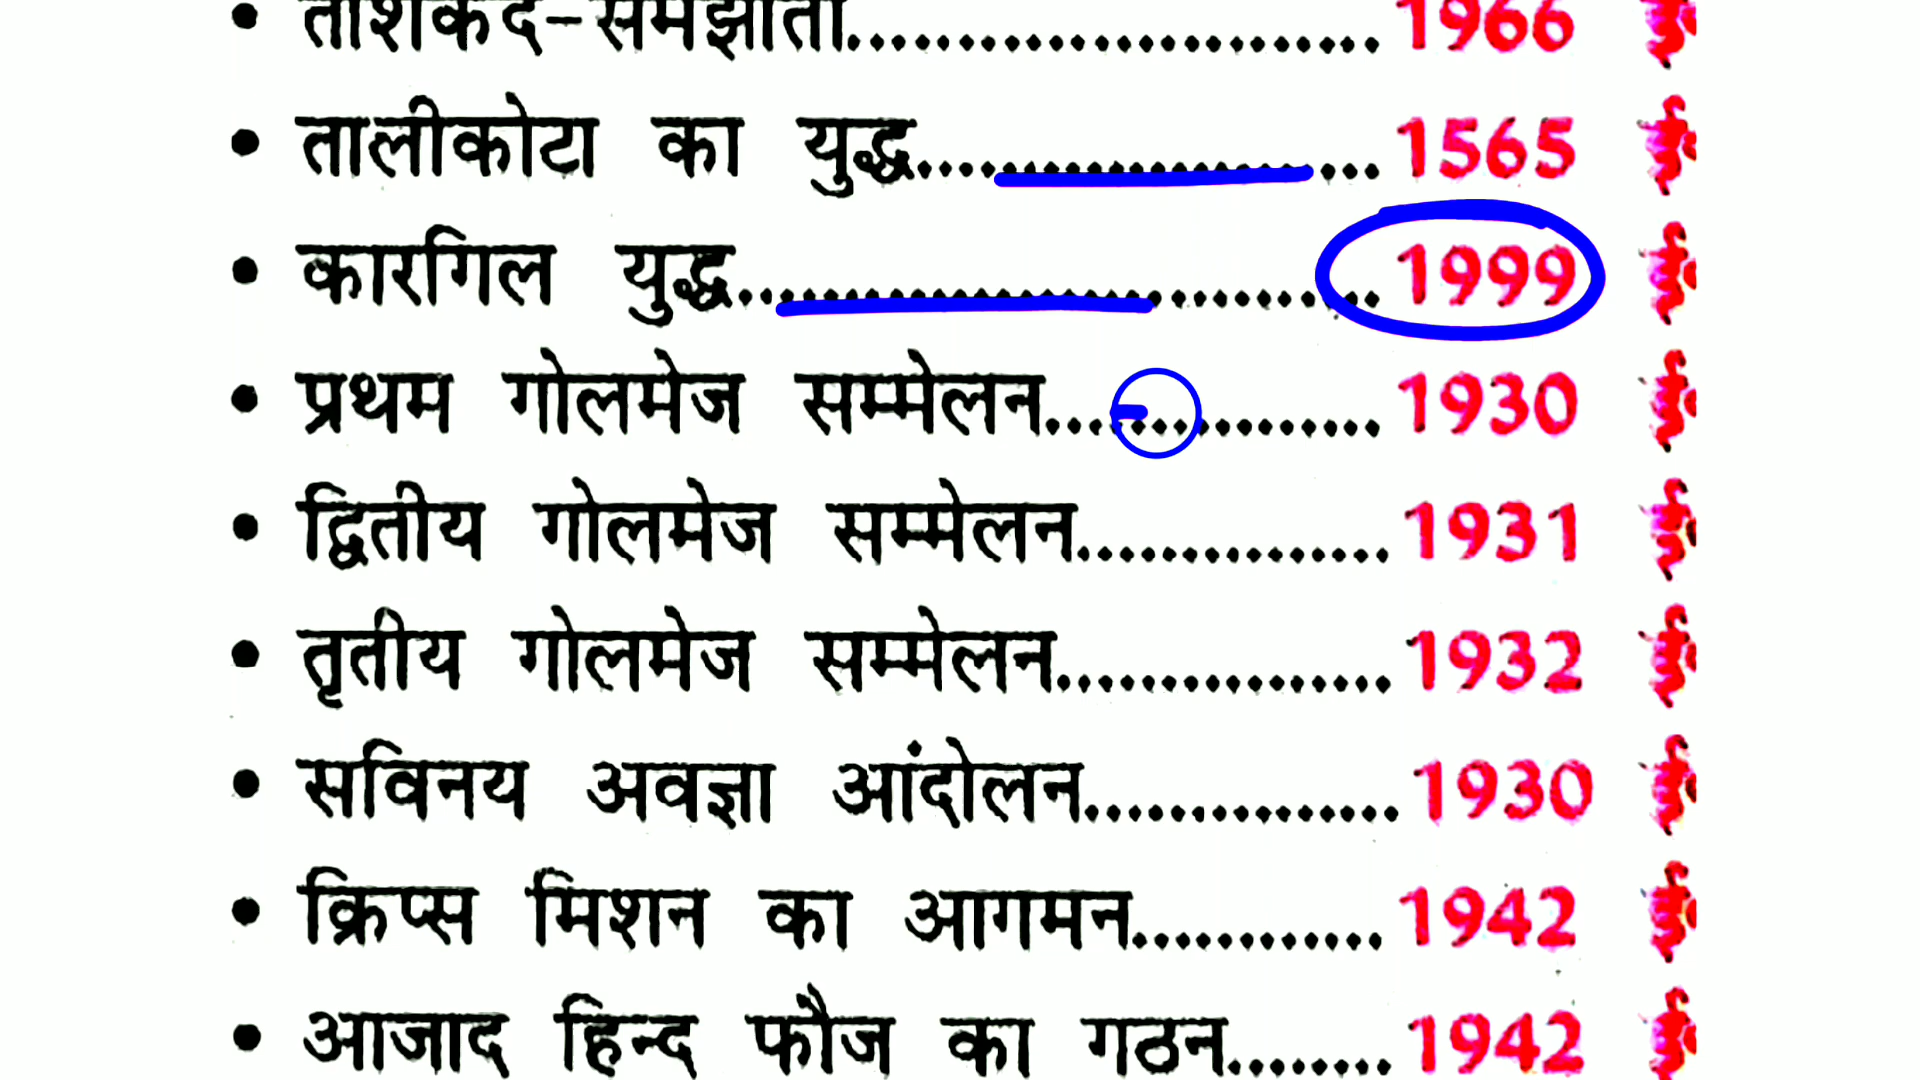 • ताशकंद-समझौता.............................. 1966 ई॰
• तालीकोटा का युद्ध......................... 1565 ई॰
• कारगिल युद्ध.................................. 1999 ई॰
• प्रथम गोलमेज सम्मेलन.................. 1930 ई॰
• द्वितीय गोलमेज सम्मेलन............... 1931 ई॰
• तृतीय गोलमेज सम्मेलन................ 1932 ई॰
• सविनय अवज्ञा आंदोलन............... 1930 ई॰
• क्रिप्स मिशन का आगमन............ 1942 ई॰
• आजाद हिन्द फौज का गठन........ 1942 ई॰